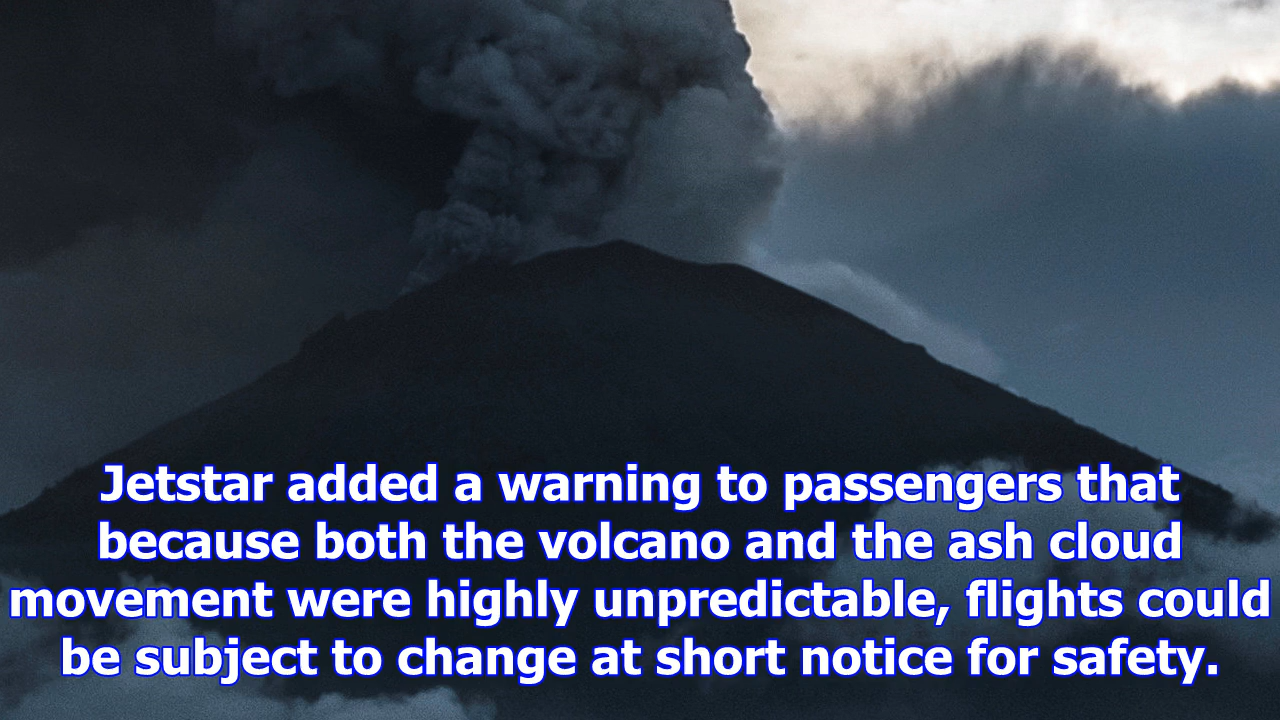 Jetstar added a warning to passengers that
because both the volcano and the ash cloud
movement were highly unpredictable, flights could
be subject to change at short notice for safety.